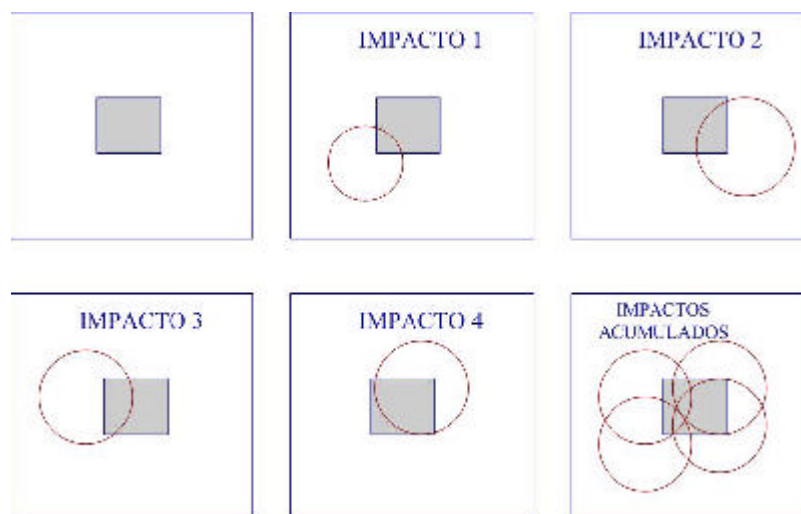 IMPACTO 1
IMPACTO 2
IMPACTO 3
IMPACTO 4
IMPACTOS
ACUMULADOS